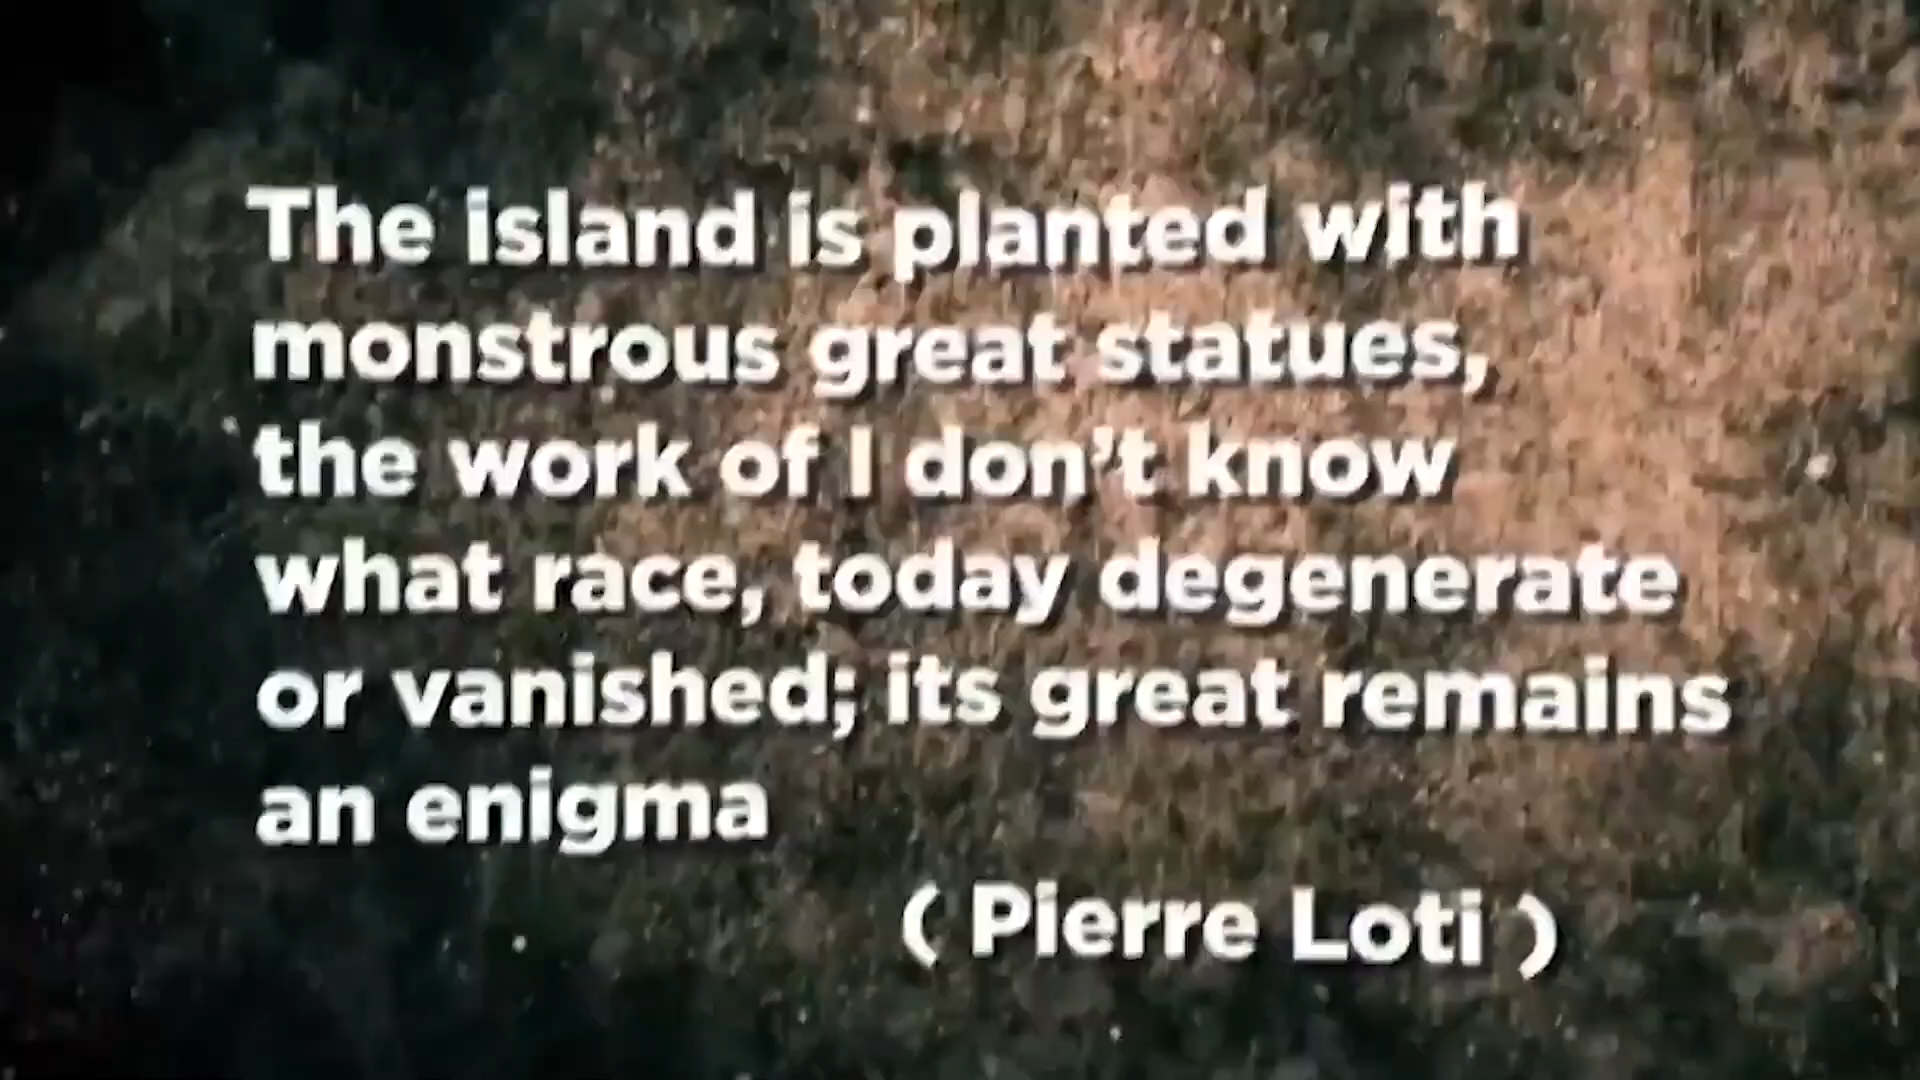 The island is planted with
monstrous great statues,
the work of I don't know
what race, today degenerate
or vanished; its great remains
an enigma
( Pierre Loti )